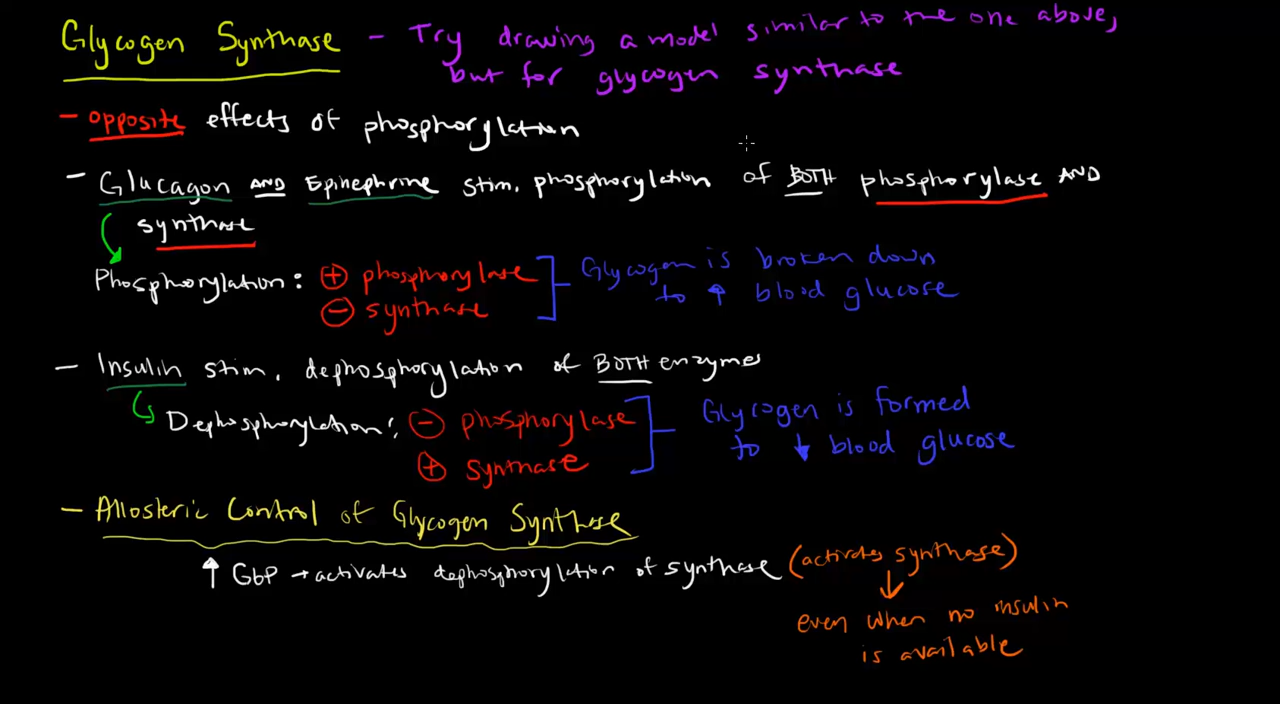 Glycogen Synthase - Try drawing a model similar to the one above,
but for glycogen synthase
- opposite effects of phosphorylation
- Glucagon AND Epinephrine stim. phosphorylation of BOTH phosphorylase AND
synthase
Phosphorylation: ⊕ phosphorylase
⊖ synthase
Glycogen is broken down
to ↑ blood glucose
- Insulin stim. dephosphorylation of BOTH enzymes
Dephosphorylation: ⊖ phosphorylase
⊕ synthase
Glycogen is formed
to ↓ blood glucose
- Allosteric Control of Glycogen Synthase
↑ G6P → activates dephosphorylation of synthase (activates synthase)
↓
even when no insulin
is available